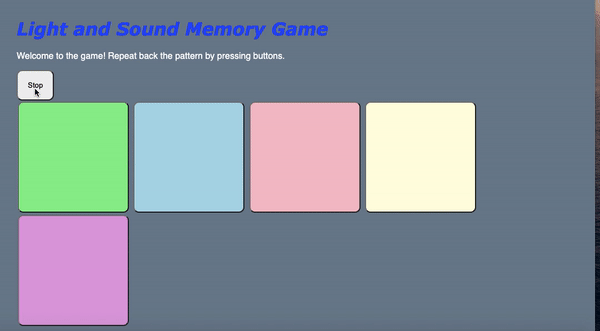 Light and Sound Memory Game
Welcome to the game! Repeat back the pattern by pressing buttons.
Stop